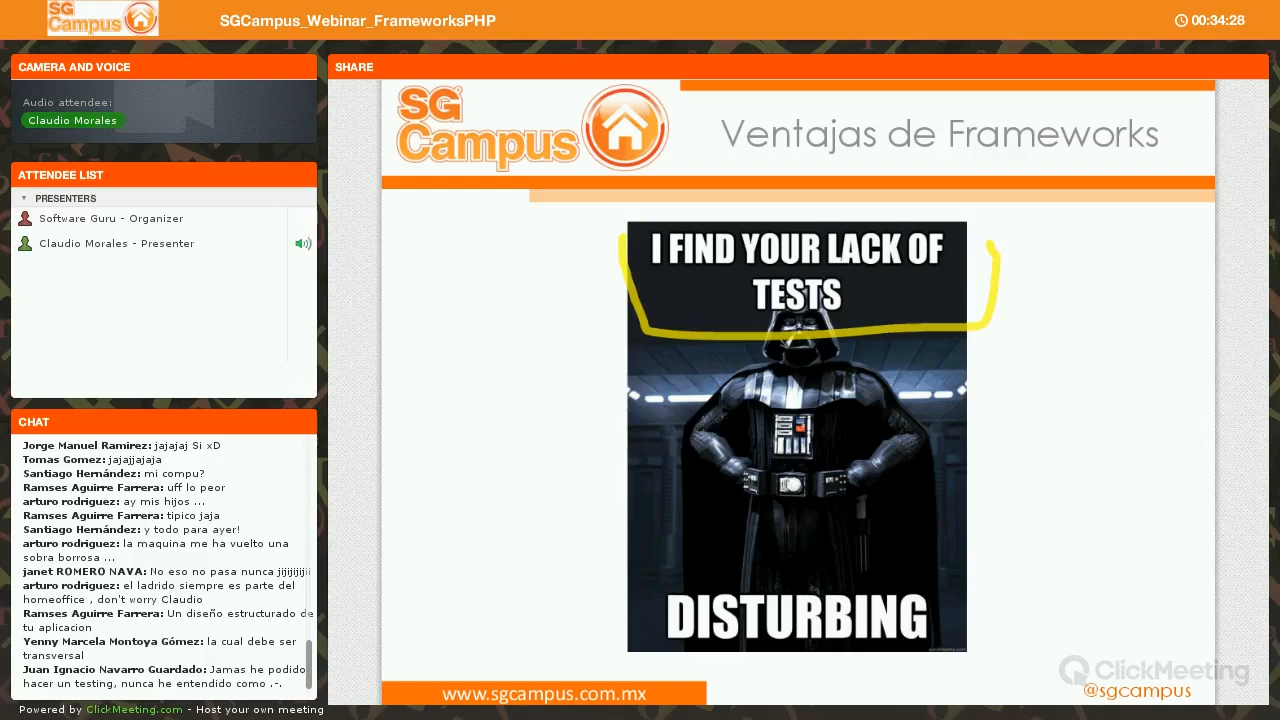 SG
Campus
SGCampus_Webinar_FrameworksPHP
00:34:28
CAMERA AND VOICE
Audio attendee:
Claudio Morales
ATTENDEE LIST
PRESENTERS
Software Guru - Organizer
Claudio Morales - Presenter
CHAT
Jorge Manuel Ramirez: jajajaj Si xD
Tomas Gomez: jajajjajaja
Santiago Hernández: mi compu?
Ramses Aguirre Farrera: uff lo peor
arturo rodriguez: ay mis hijos ...
Ramses Aguirre Farrera: tipico jaja
Santiago Hernández: y todo para ayer!
arturo rodriguez: la maquina me ha vuelto una
sobra borrosa ...
janet ROMERO NAVA: No eso no pasa nunca jijijijijii
arturo rodriguez: el ladrido siempre es parte del
homeoffice , don't worry Claudio
Ramses Aguirre Farrera: Un diseño estructurado de
tu aplicacion
Yenny Marcela Montoya Gómez: la cual debe ser
transversal
Juan Ignacio Navarro Guardado: Jamas he podido
hacer un testing, nunca he entendido como .-.
Powered by ClickMeeting.com - Host your own meeting
SHARE
SG
Campus
Ventajas de Frameworks
I FIND YOUR LACK OF
TESTS
DISTURBING
www.sgcampus.com.mx
ClickMeeting
@sgcampus